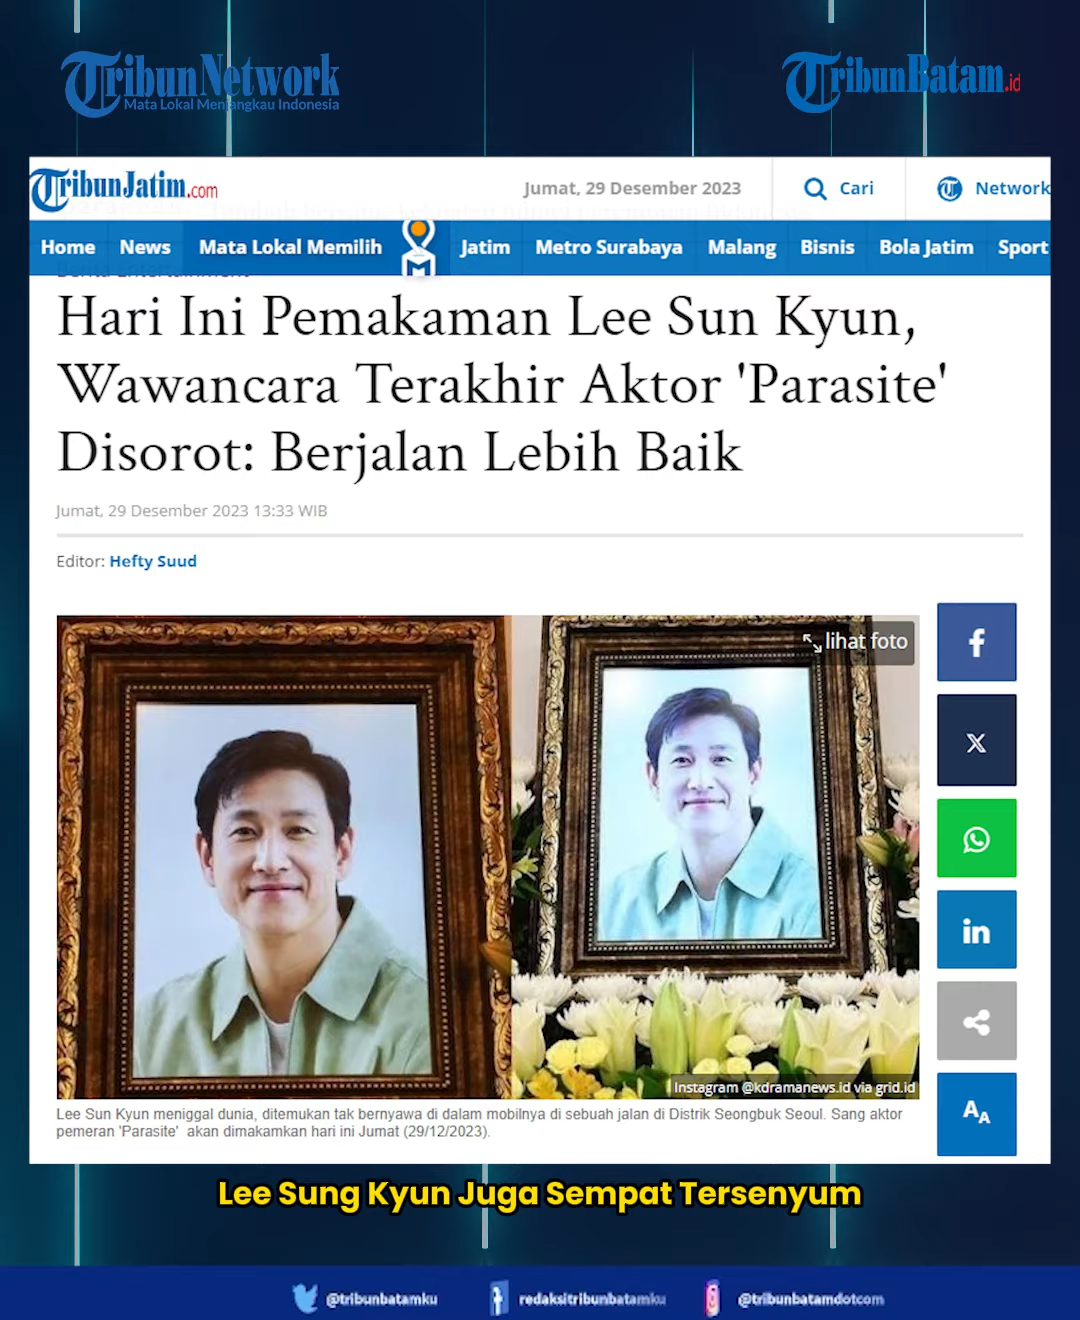 TribunNetwork
Mata Lokal Menjangkau Indonesia
TribunBatam.id
TribunJatim.com
Jumat, 29 Desember 2023
Cari
Network
Home News Mata Lokal Memilih Jatim Metro Surabaya Malang Bisnis Bola Jatim Sport
Hari Ini Pemakaman Lee Sun Kyun,
Wawancara Terakhir Aktor 'Parasite'
Disorot: Berjalan Lebih Baik
Jumat, 29 Desember 2023 13:33 WIB
Editor: Hefty Suud
lihat foto
Instagram @kdramanews.id via grid.id
Lee Sun Kyun meniggal dunia, ditemukan tak bernyawa di dalam mobilnya di sebuah jalan di Distrik Seongbuk Seoul. Sang aktor
pemeran 'Parasite' akan dimakamkan hari ini Jumat (29/12/2023).
AA
Lee Sung Kyun Juga Sempat Tersenyum
@tribunbatamku redaksitribunbatamku @tribunbatamdotcom